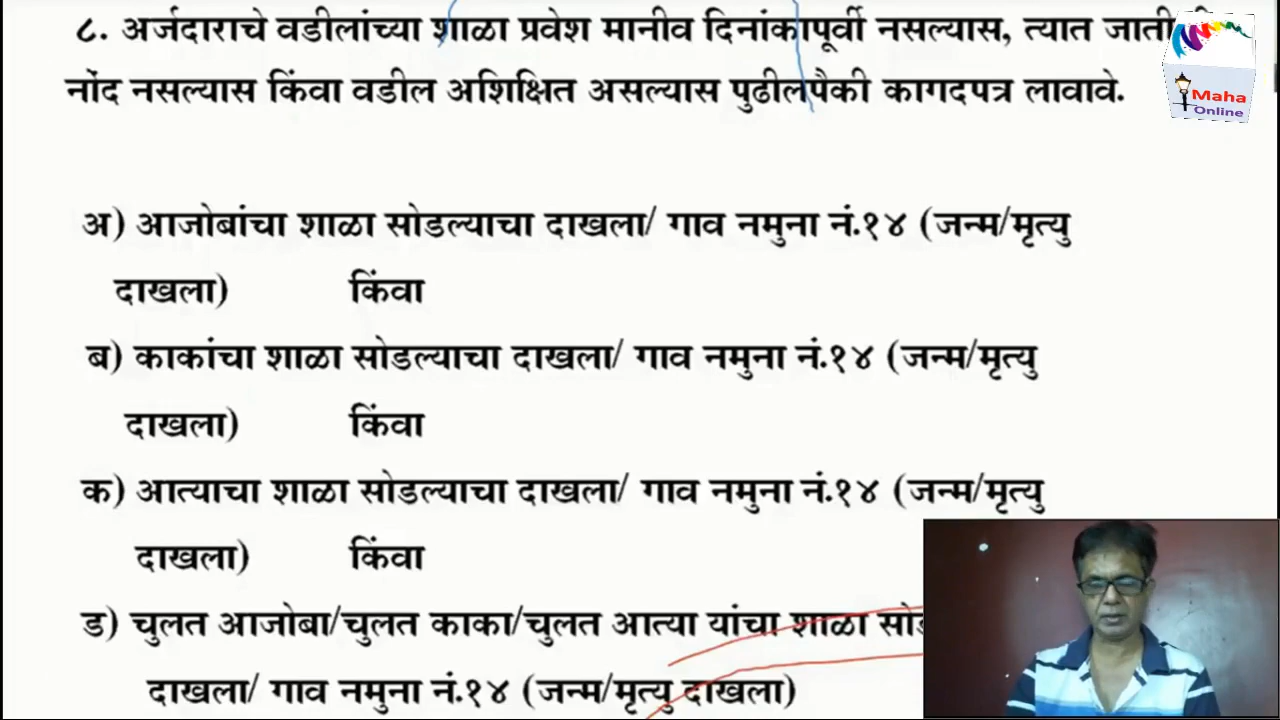 ८. अर्जदाराचे वडीलांच्या शाळा प्रवेश मानीव दिनांकापूर्वी नसल्यास, त्यात
नोंद नसल्यास किंवा वडील अशिक्षित असल्यास पुढीलपैकी कागदपत्र लावावे.
Maha
Online
अ) आजोबांचा शाळा सोडल्याचा दाखला/ गाव नमुना नं.१४ (जन्म/मृत्यु
दाखला) किंवा
ब) काकांचा शाळा सोडल्याचा दाखला/ गाव नमुना नं.१४ (जन्म/मृत्यु
दाखला) किंवा
क) आत्याचा शाळा सोडल्याचा दाखला/ गाव नमुना नं.१४ (जन्म/मृत्यु
दाखला) किंवा
ड) चुलत आजोबा/चुलत काका/चुलत आत्या यांचा शाळा
दाखला/ गाव नमुना नं.१४ (जन्म/मृत्यु दाखला)